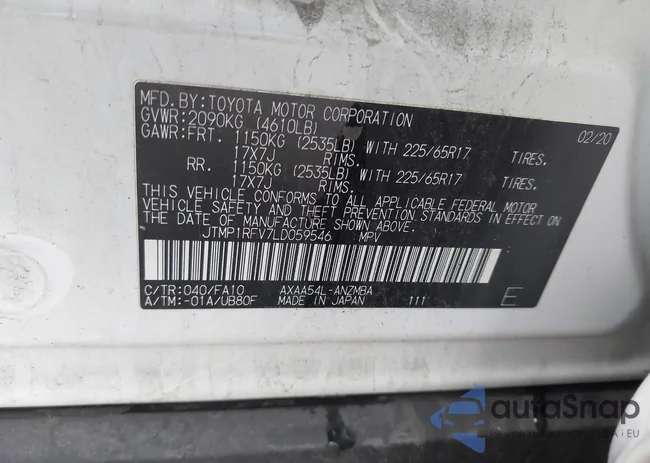 MFD.BY:TOYOTA MOTOR CORPORATION 02/20
GVWR:2090KG (4610LB)
GAWR:FRT. 1150KG (2535LB) WITH 225/65R17 TIRES.
17X7J RIMS.
RR. 1150KG (2535LB) WITH 225/65R17 TIRES.
17X7J RIMS.
THIS VEHICLE CONFORMS TO ALL APPLICABLE FEDERAL MOTOR
VEHICLE SAFETY AND THEFT PREVENTION STANDARDS IN EFFECT ON
THE DATE OF MANUFACTURE SHOWN ABOVE.
JTMP1RFV7LD059546 MPV
C/TR:040/FA10 AXAA54L-ANZMBA
A/TM:-01A/UB80F MADE IN JAPAN 111 E
autoSnap
EU